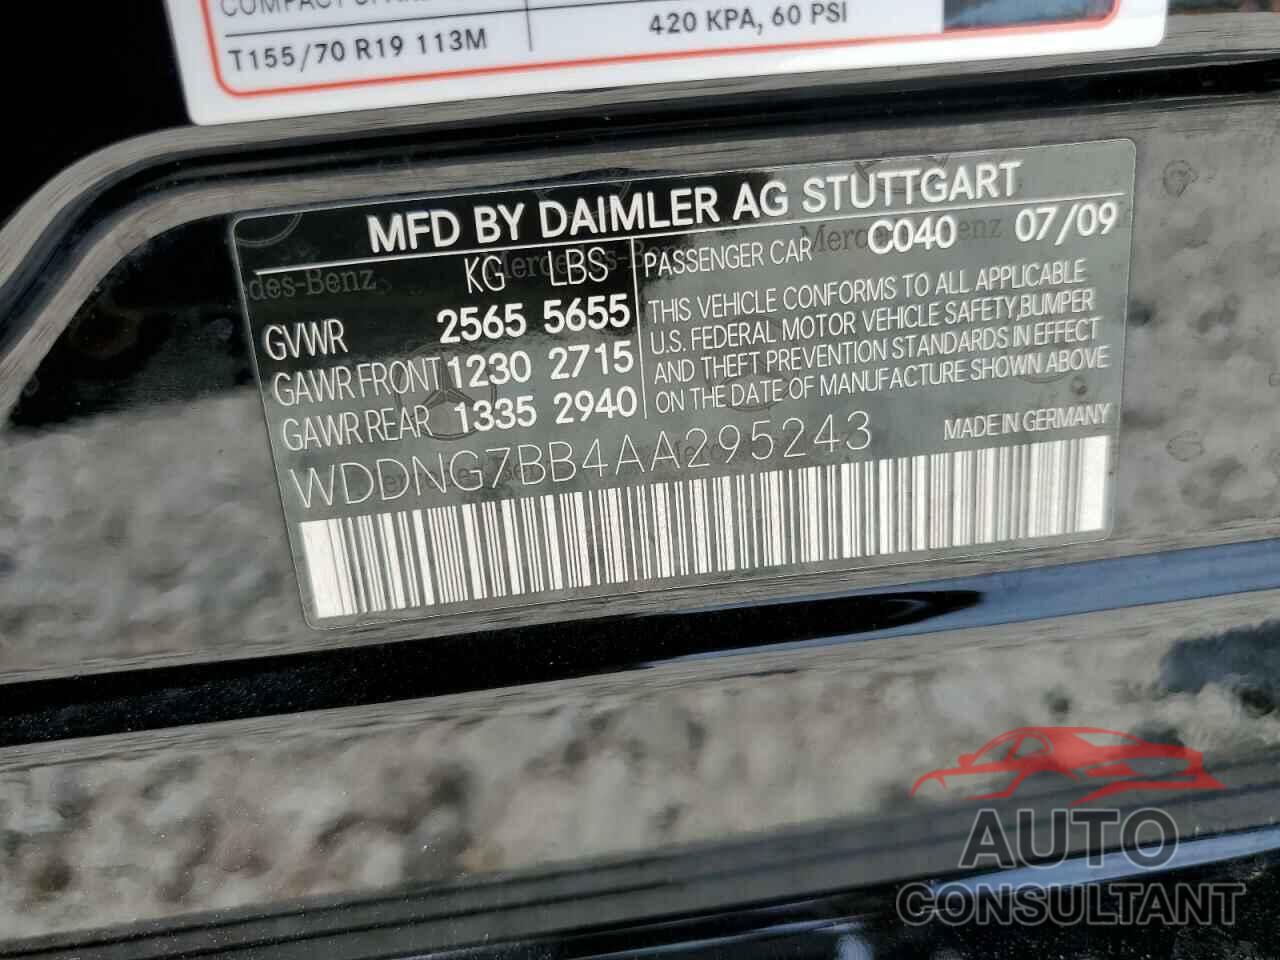 T155/70 R19 113M 420 KPA, 60 PSI
MFD BY DAIMLER AG STUTTGART
KG LBS PASSENGER CAR C040 07/09
GVWR 2565 5655
GAWR FRONT 1230 2715
GAWR REAR 1335 2940
THIS VEHICLE CONFORMS TO ALL APPLICABLE
U.S. FEDERAL MOTOR VEHICLE SAFETY,BUMPER
AND THEFT PREVENTION STANDARDS IN EFFECT
ON THE DATE OF MANUFACTURE SHOWN ABOVE
WDDNG7BB4AA295243 MADE IN GERMANY
AUTO
CONSULTANT